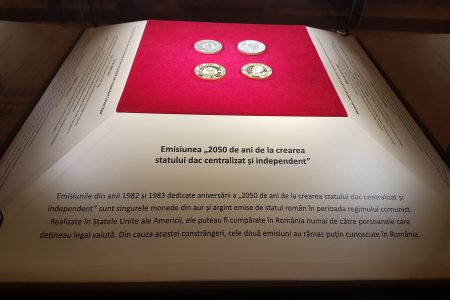 Emisiunea „2050 de ani de la crearea
statului dac centralizat și independent”
Emisiunile din anii 1982 și 1983 dedicate aniversării a „2050 de ani de la crearea statului dac centralizat și
independent” sunt singurele monede din aur și argint emise de statul român în perioada regimului comunist.
Realizate în Statele Unite ale Americii, ele puteau fi cumpărate în România numai de către persoanele care
dețineau legal valută. Din cauza acestei constrângeri, cele două emisiuni au rămas puțin cunoscute în România.